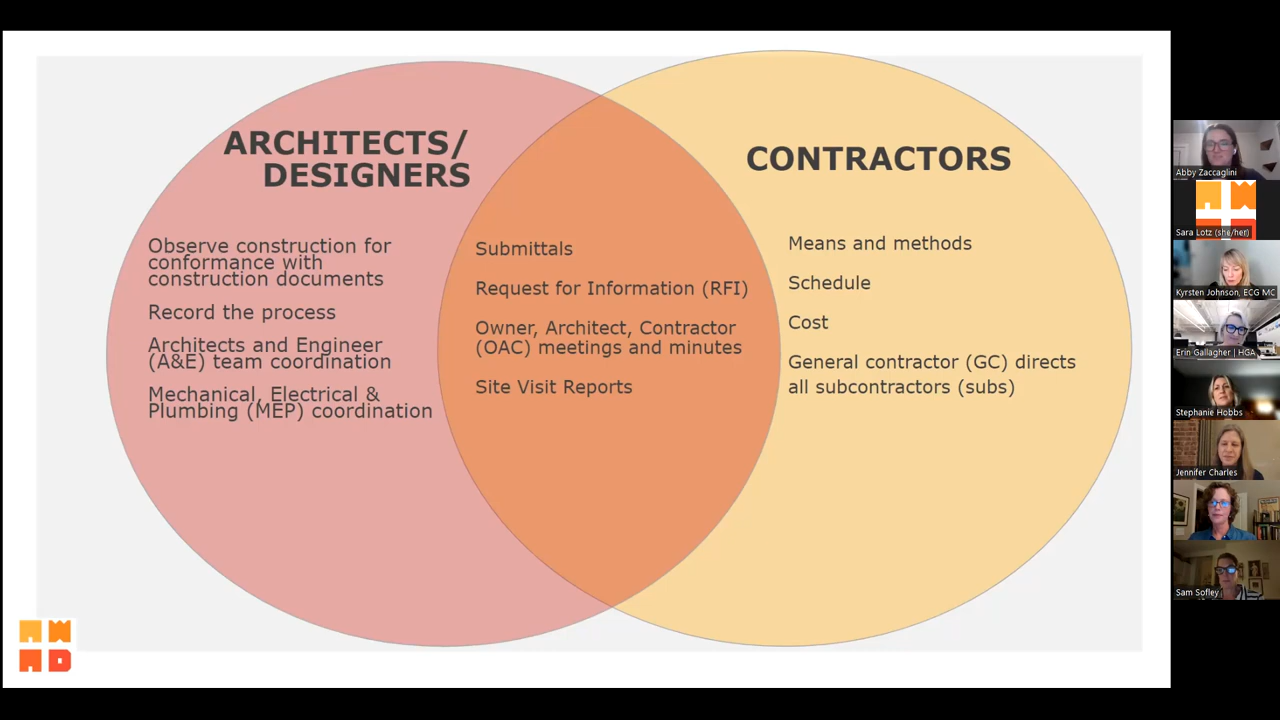 ARCHITECTS/
DESIGNERS
Observe construction for
conformance with
construction documents
Record the process
Architects and Engineer
(A&E) team coordination
Mechanical, Electrical &
Plumbing (MEP) coordination
Submittals
Request for Information (RFI)
Owner, Architect, Contractor
(OAC) meetings and minutes
Site Visit Reports
CONTRACTORS
Means and methods
Schedule
Cost
General contractor (GC) directs
all subcontractors (subs)
Abby Zaccaglini
Sara Lotz (she/her)
Kyrsten Johnson, ECG MC
Erin Gallagher | HGA
Stephanie Hobbs
Jennifer Charles
Sam Sofley